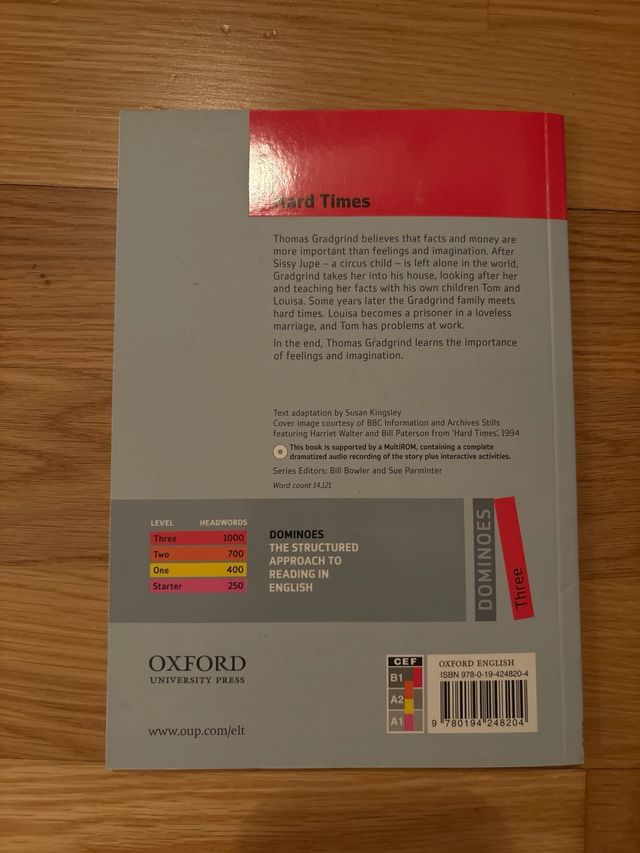 Hard Times
Thomas Gradgrind believes that facts and money are
more important than feelings and imagination. After
Sissy Jupe – a circus child – is left alone in the world,
Gradgrind takes her into his house, looking after her
and teaching her facts with his own children Tom and
Louisa. Some years later the Gradgrind family meets
hard times. Louisa becomes a prisoner in a loveless
marriage, and Tom has problems at work.
In the end, Thomas Gradgrind learns the importance
of feelings and imagination.
Text adaptation by Susan Kingsley
Cover image courtesy of BBC Information and Archives Stills
featuring Harriet Walter and Bill Paterson from 'Hard Times', 1994
This book is supported by a MultiROM, containing a complete
dramatized audio recording of the story plus interactive activities.
Series Editors: Bill Bowler and Sue Parminter
Word count 14,121
LEVEL HEADWORDS
Three 1000
Two 700
One 400
Starter 250
DOMINOES
THE STRUCTURED
APPROACH TO
READING IN
ENGLISH
DOMINOES
Three
OXFORD
UNIVERSITY PRESS
www.oup.com/elt
CEF
B1
A2
A1
OXFORD ENGLISH
ISBN 978-0-19-424820-4
9 780194 248204